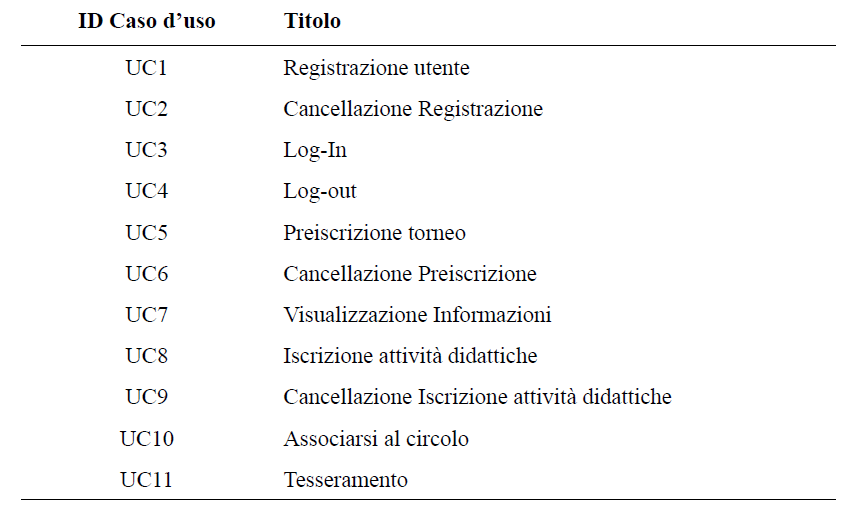 ID Caso d’uso Titolo
UC1 Registrazione utente
UC2 Cancellazione Registrazione
UC3 Log-In
UC4 Log-out
UC5 Preiscrizione torneo
UC6 Cancellazione Preiscrizione
UC7 Visualizzazione Informazioni
UC8 Iscrizione attività didattiche
UC9 Cancellazione Iscrizione attività didattiche
UC10 Associarsi al circolo
UC11 Tesseramento